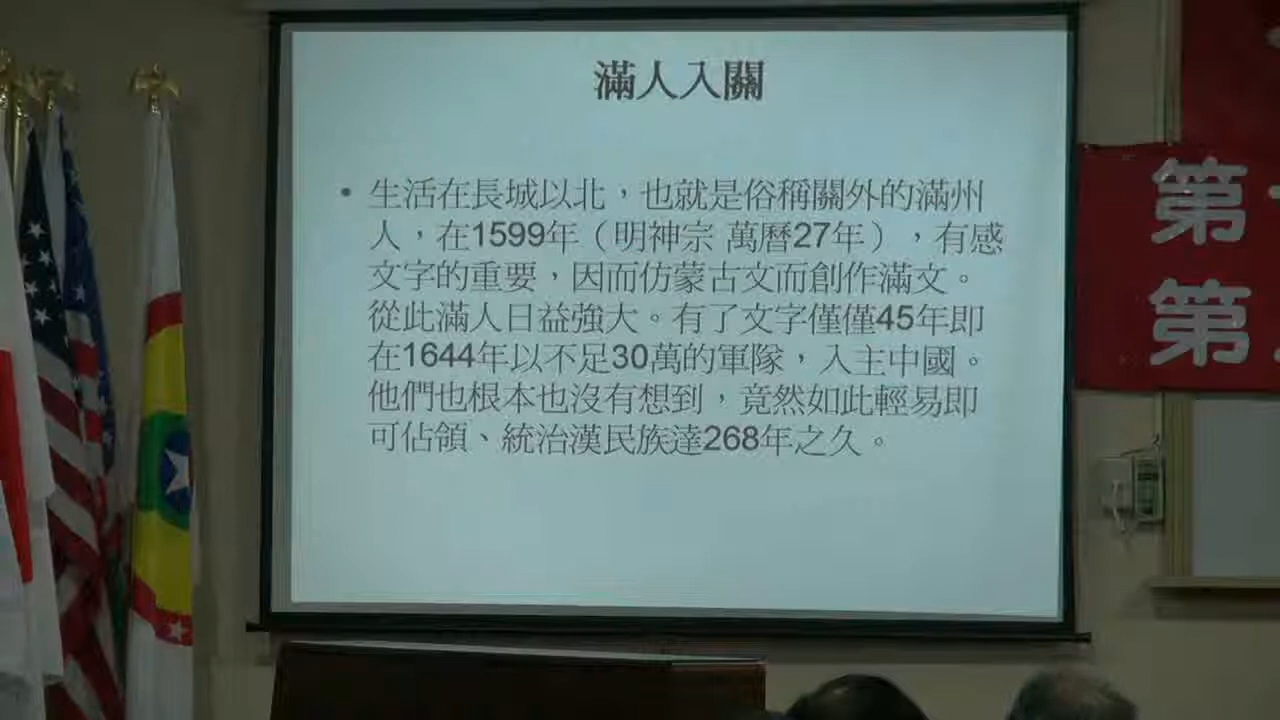 滿人入關
• 生活在長城以北，也就是俗稱關外的滿州
人，在1599年（明神宗 萬曆27年），有感
文字的重要，因而仿蒙古文而創作滿文。
從此滿人日益強大。有了文字僅僅45年即
在1644年以不足30萬的軍隊，入主中國。
他們也根本也沒有想到，竟然如此輕易即
可佔領、統治漢民族達268年之久。
第
第